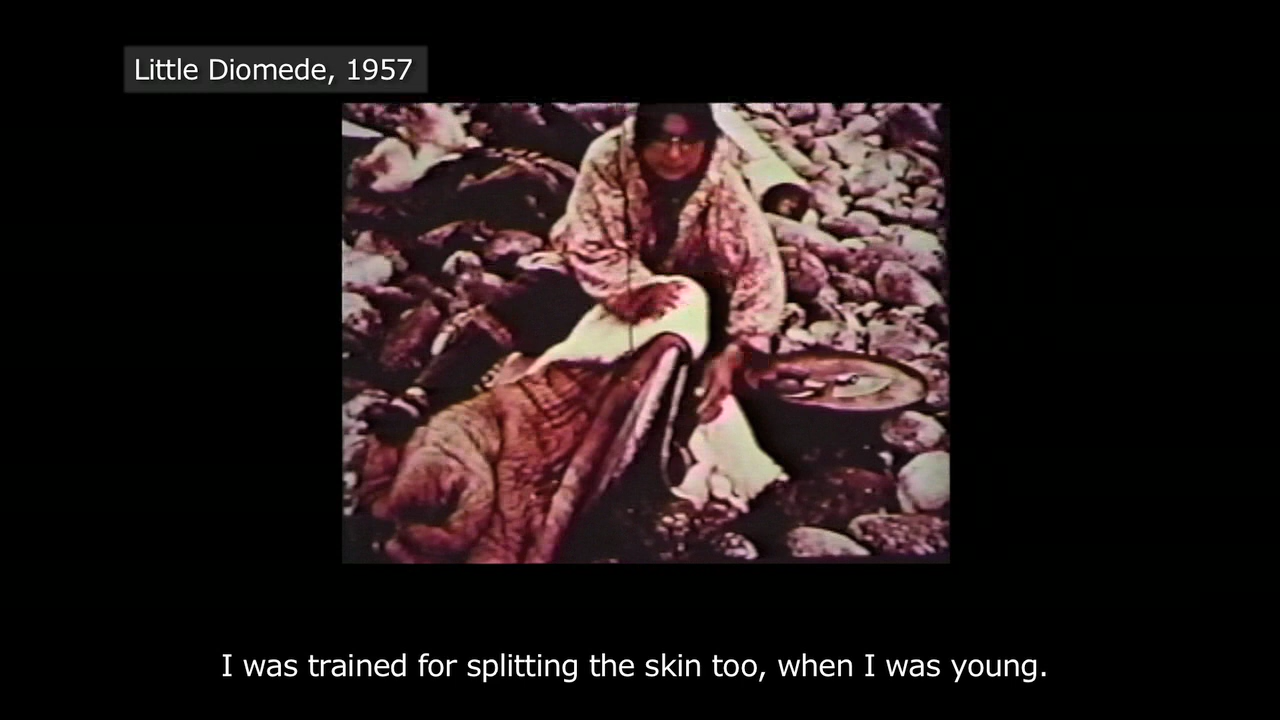 Little Diomede, 1957
I was trained for splitting the skin too, when I was young.